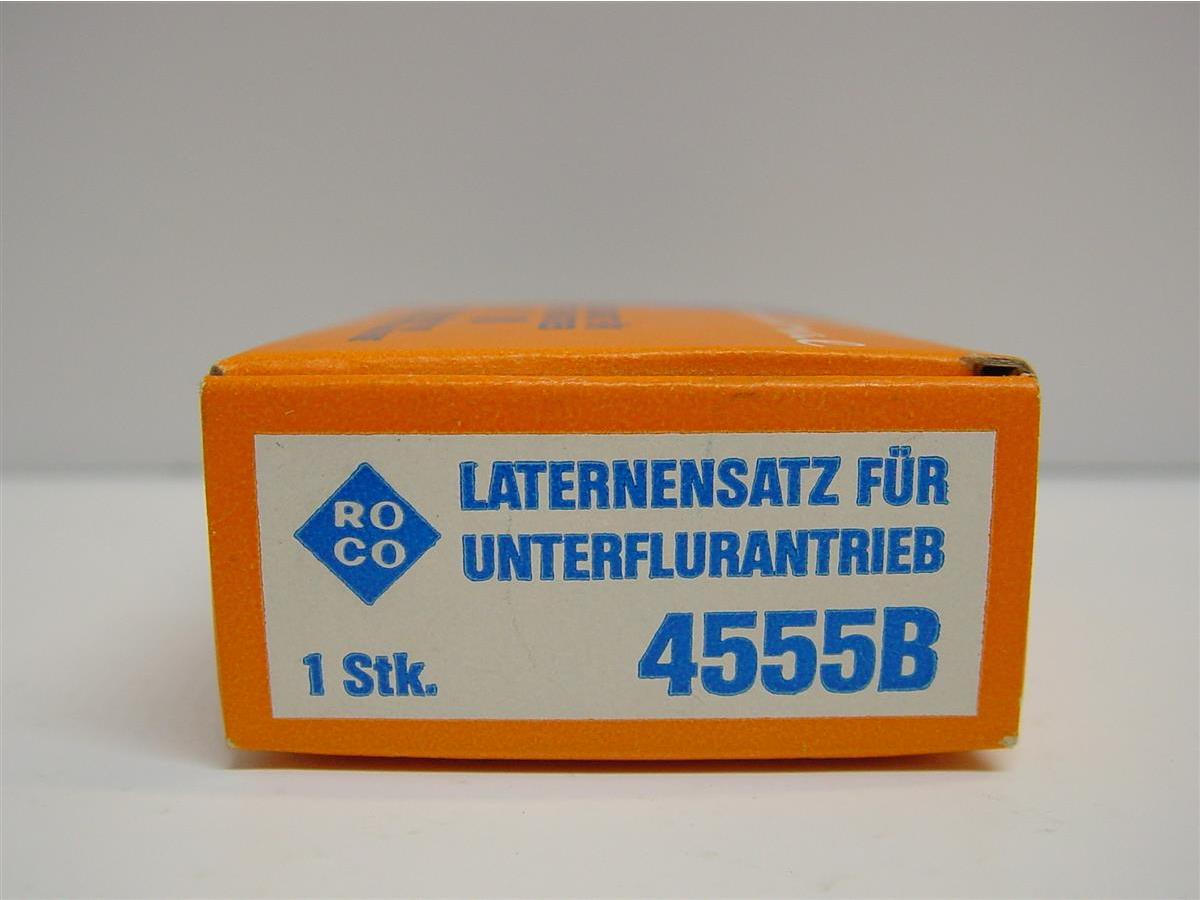 RO
CO
LATERNENSATZ FÜR
UNTERFLURANTRIEB
1 Stk.
4555B